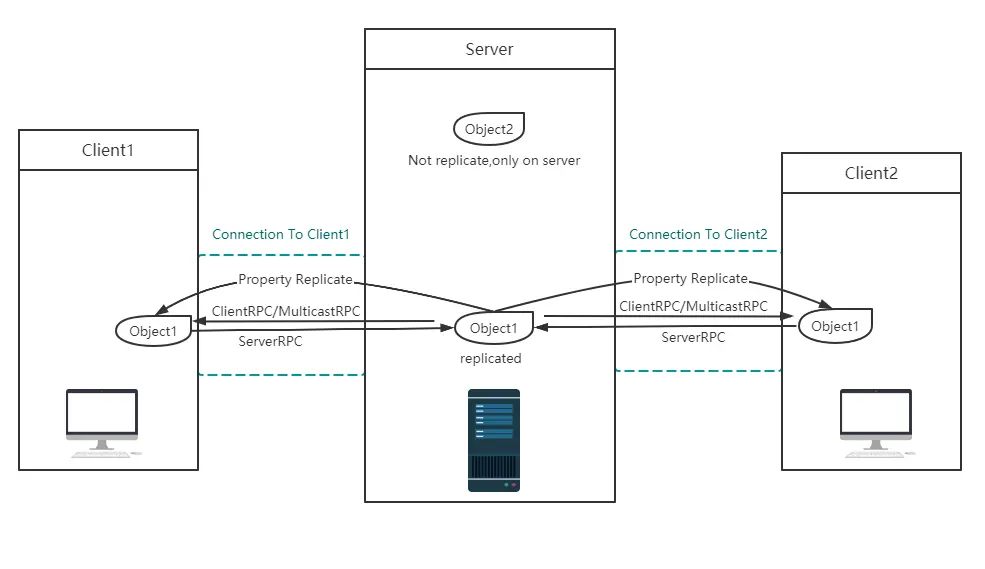 Server
Object2
Not replicate,only on server
Client1
Client2
Connection To Client1
Connection To Client2
Property Replicate
Property Replicate
ClientRPC/MulticastRPC
ClientRPC/MulticastRPC
Object1
Object1
Object1
ServerRPC
ServerRPC
replicated